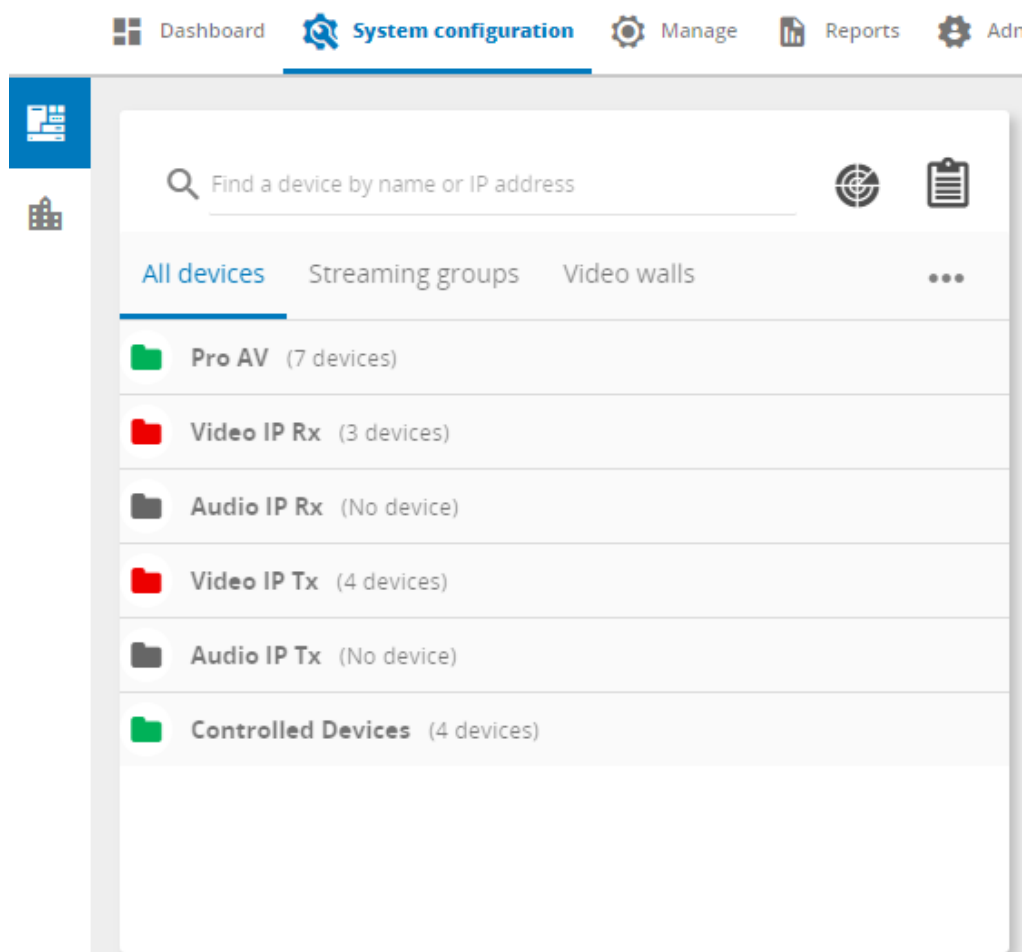 Dashboard System configuration Manage Reports
Find a device by name or IP address
All devices Streaming groups Video walls
Pro AV (7 devices)
Video IP Rx (3 devices)
Audio IP Rx (No device)
Video IP Tx (4 devices)
Audio IP Tx (No device)
Controlled Devices (4 devices)